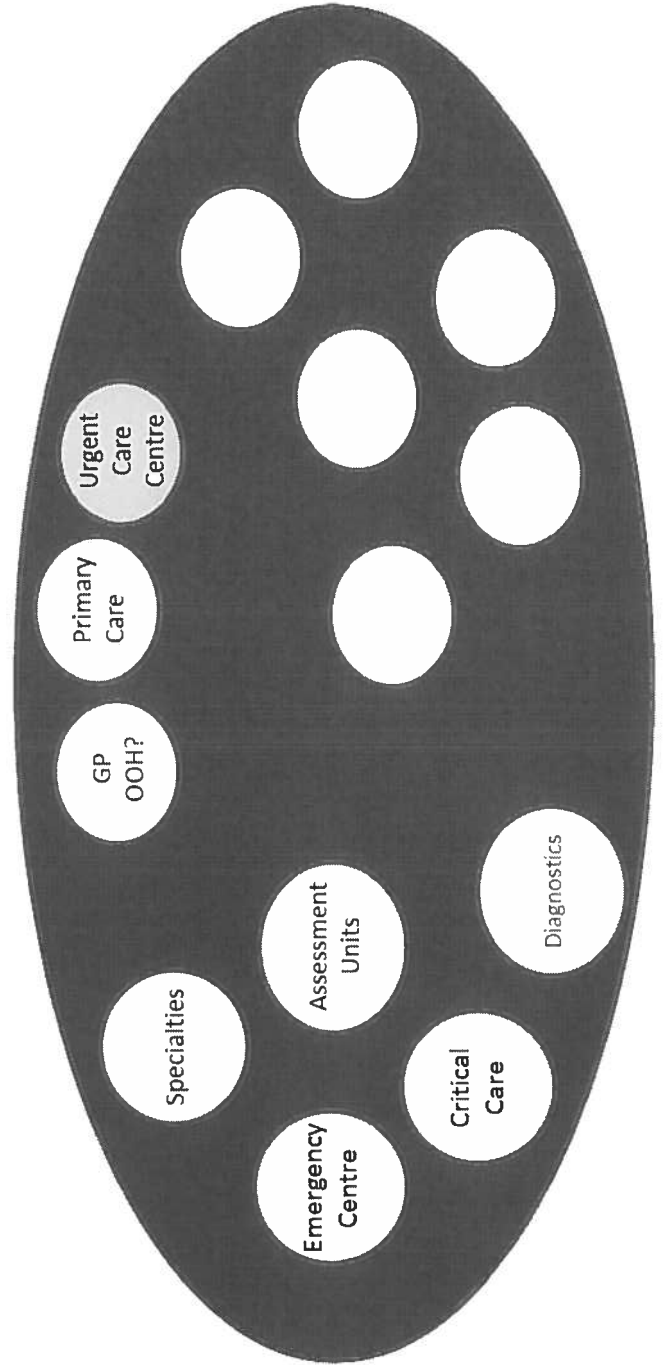 GP
OOH?
Primary
Care
Urgent
Care
Centre
Specialties
Emergency
Centre
Assessment
Units
Critical
Care
Diagnostics